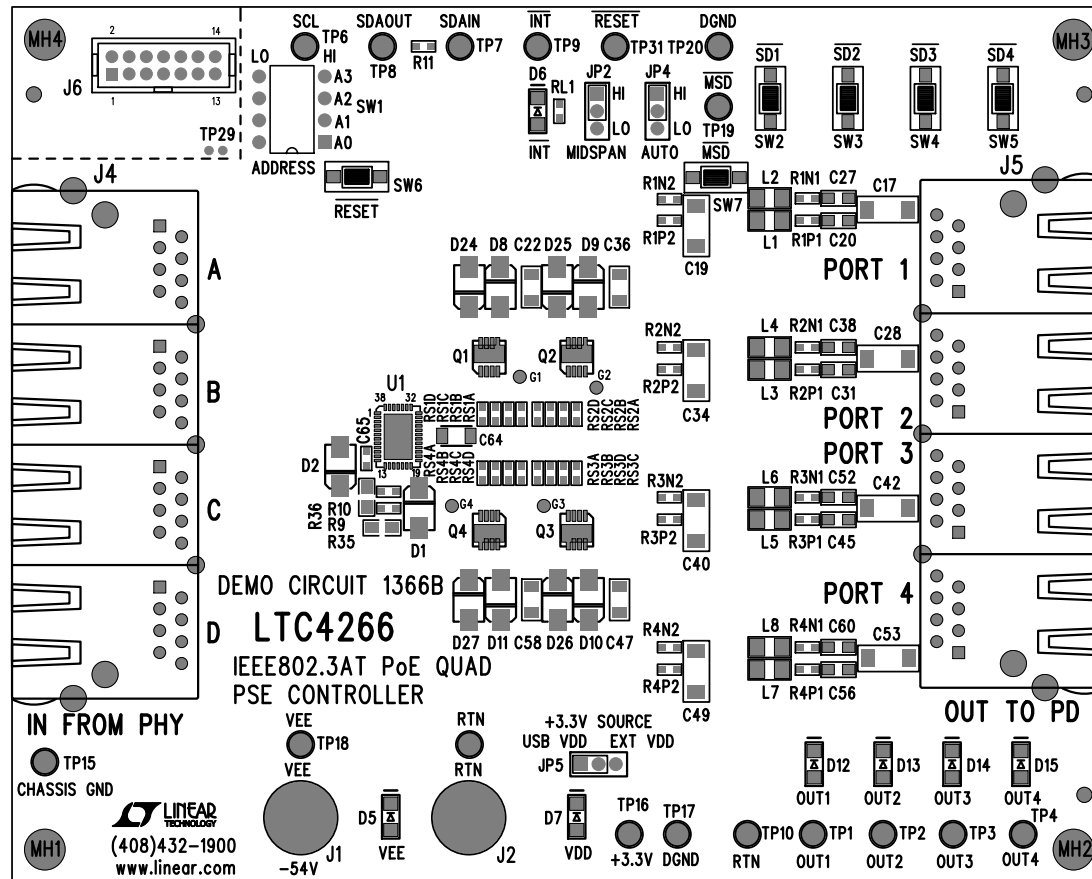 MH4
MH3
2
14
J6
1
13
TP29
J4
SCL
SDAOUT
SDAIN
INT
RESET
DGND
TP6
TP8
R11
TP7
TP9
TP31
TP20
LO
HI
A3
A2
A1
A0
SW1
ADDRESS
SW6
RESET
D6
RL1
INT
JP2
HI
LO
MIDSPAN
JP4
HI
LO
AUTO
MSD
TP19
MSD
SW7
SD1
SD2
SD3
SD4
SW2
SW3
SW4
SW5
J5
R1N2
R1P2
C19
L2
L1
R1N1
C27
C17
R1P1
C20
PORT 1
A
B
C
D
D24
D8
C22
D25
D9
C36
Q1
Q2
G1
G2
R2N2
R2P2
C34
L4
L3
R2N1
C38
C28
R2P1
C31
PORT 2
PORT 3
U1
38
32
1
13
19
C65
D2
RS1D
RS1C
RS1B
RS1A
RS2D
RS2C
RS2B
RS2A
C64
RS4A
RS4B
RS4C
RS4D
RS3A
RS3B
RS3D
RS3C
R36
R10
R9
R35
D1
G4
G3
Q4
Q3
R3N2
R3P2
C40
L6
L5
R3N1
C52
C42
R3P1
C45
PORT 4
DEMO CIRCUIT 1366B
LTC4266
IEEE802.3AT PoE QUAD
PSE CONTROLLER
D27
D11
C58
D26
D10
C47
R4N2
R4P2
C49
L8
L7
R4N1
C60
C53
R4P1
C56
IN FROM PHY
OUT TO PD
TP15
CHASSIS GND
VEE
TP18
VEE
RTN
RTN
+3.3V SOURCE
USB VDD
EXT VDD
JP5
D12
D13
D14
D15
OUT1
OUT2
OUT3
OUT4
LINEAR
TECHNOLOGY
(408)432-1900
www.linear.com
MH1
J1
-54V
D5
VEE
J2
D7
VDD
TP16
+3.3V
TP17
DGND
TP10
RTN
TP1
OUT1
TP2
OUT2
TP3
OUT3
TP4
OUT4
MH2